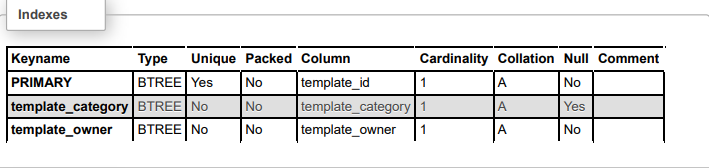 Indexes
Keyname Type Unique Packed Column Cardinality Collation Null Comment
PRIMARY BTREE Yes No template_id 1 A No
template_category BTREE No No template_category 1 A Yes
template_owner BTREE No No template_owner 1 A No